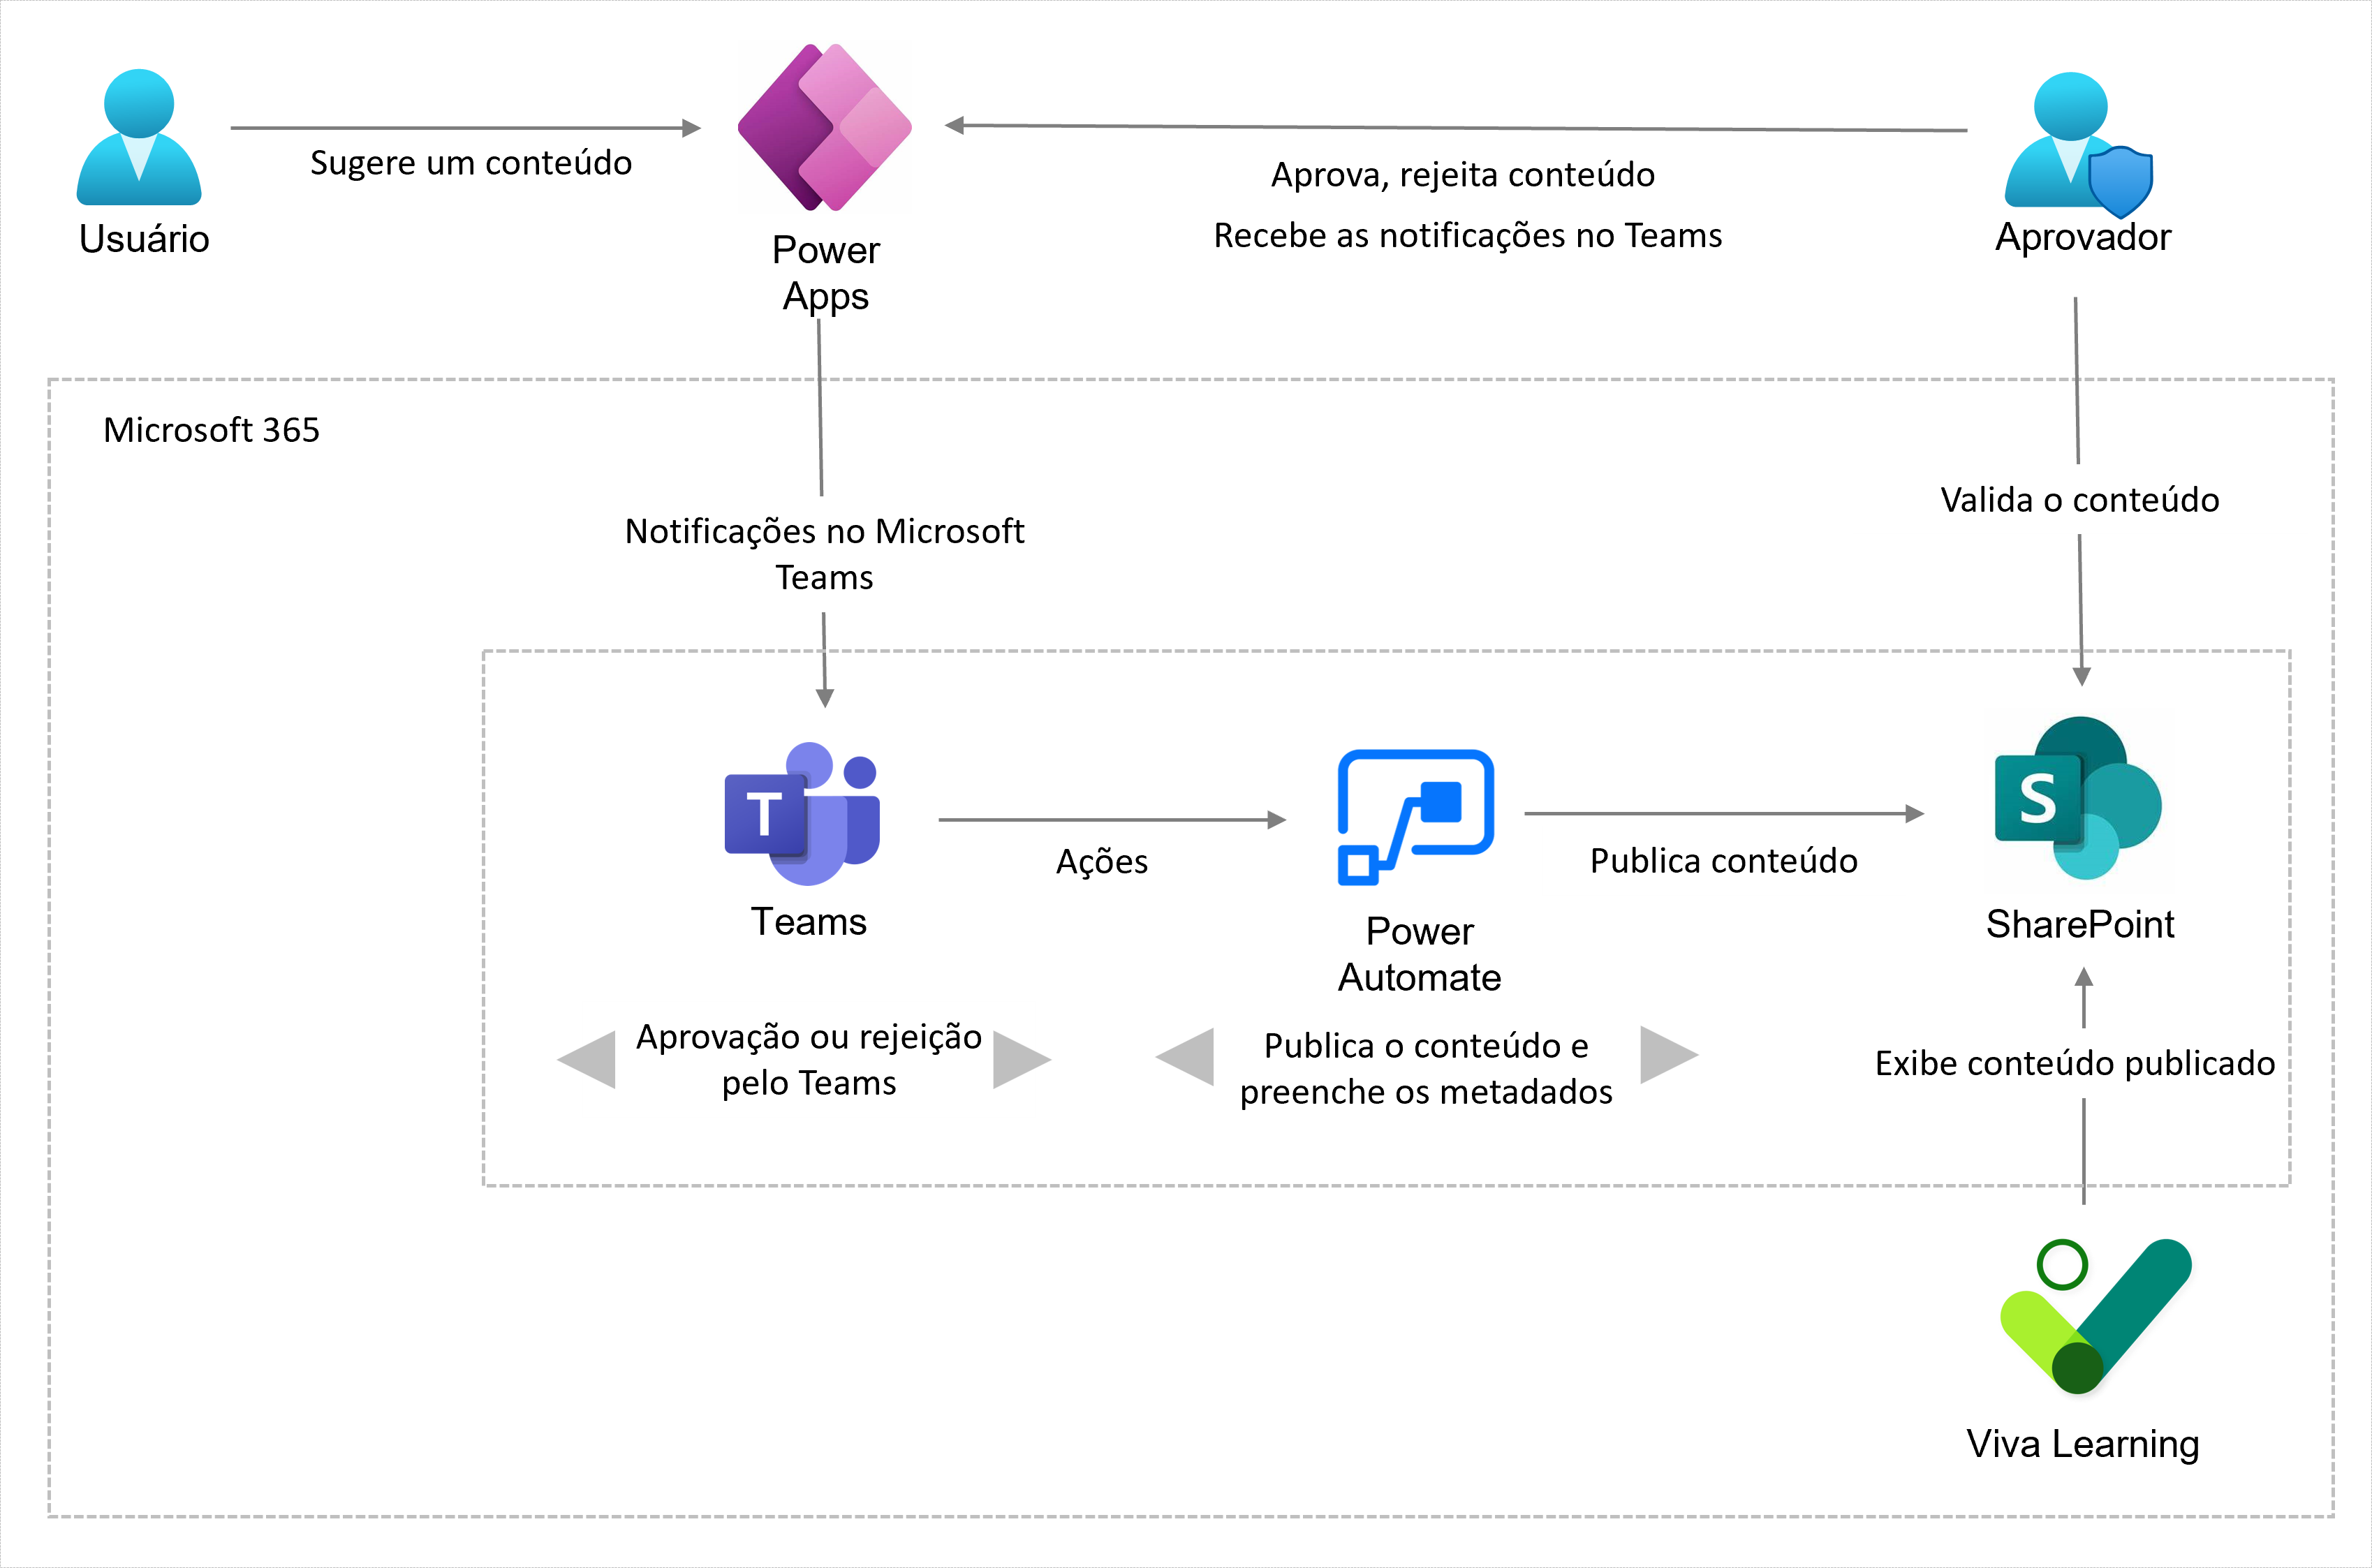 Usuário
Sugere um conteúdo
Power
Apps
Aprova, rejeita conteúdo
Recebe as notificações no Teams
Aprovador
Microsoft 365
Notificações no Microsoft
Teams
Valida o conteúdo
T
Teams
Ações
Power
Automate
Publica conteúdo
S
SharePoint
Aprovação ou rejeição
pelo Teams
Publica o conteúdo e
preenche os metadados
Exibe conteúdo publicado
Viva Learning